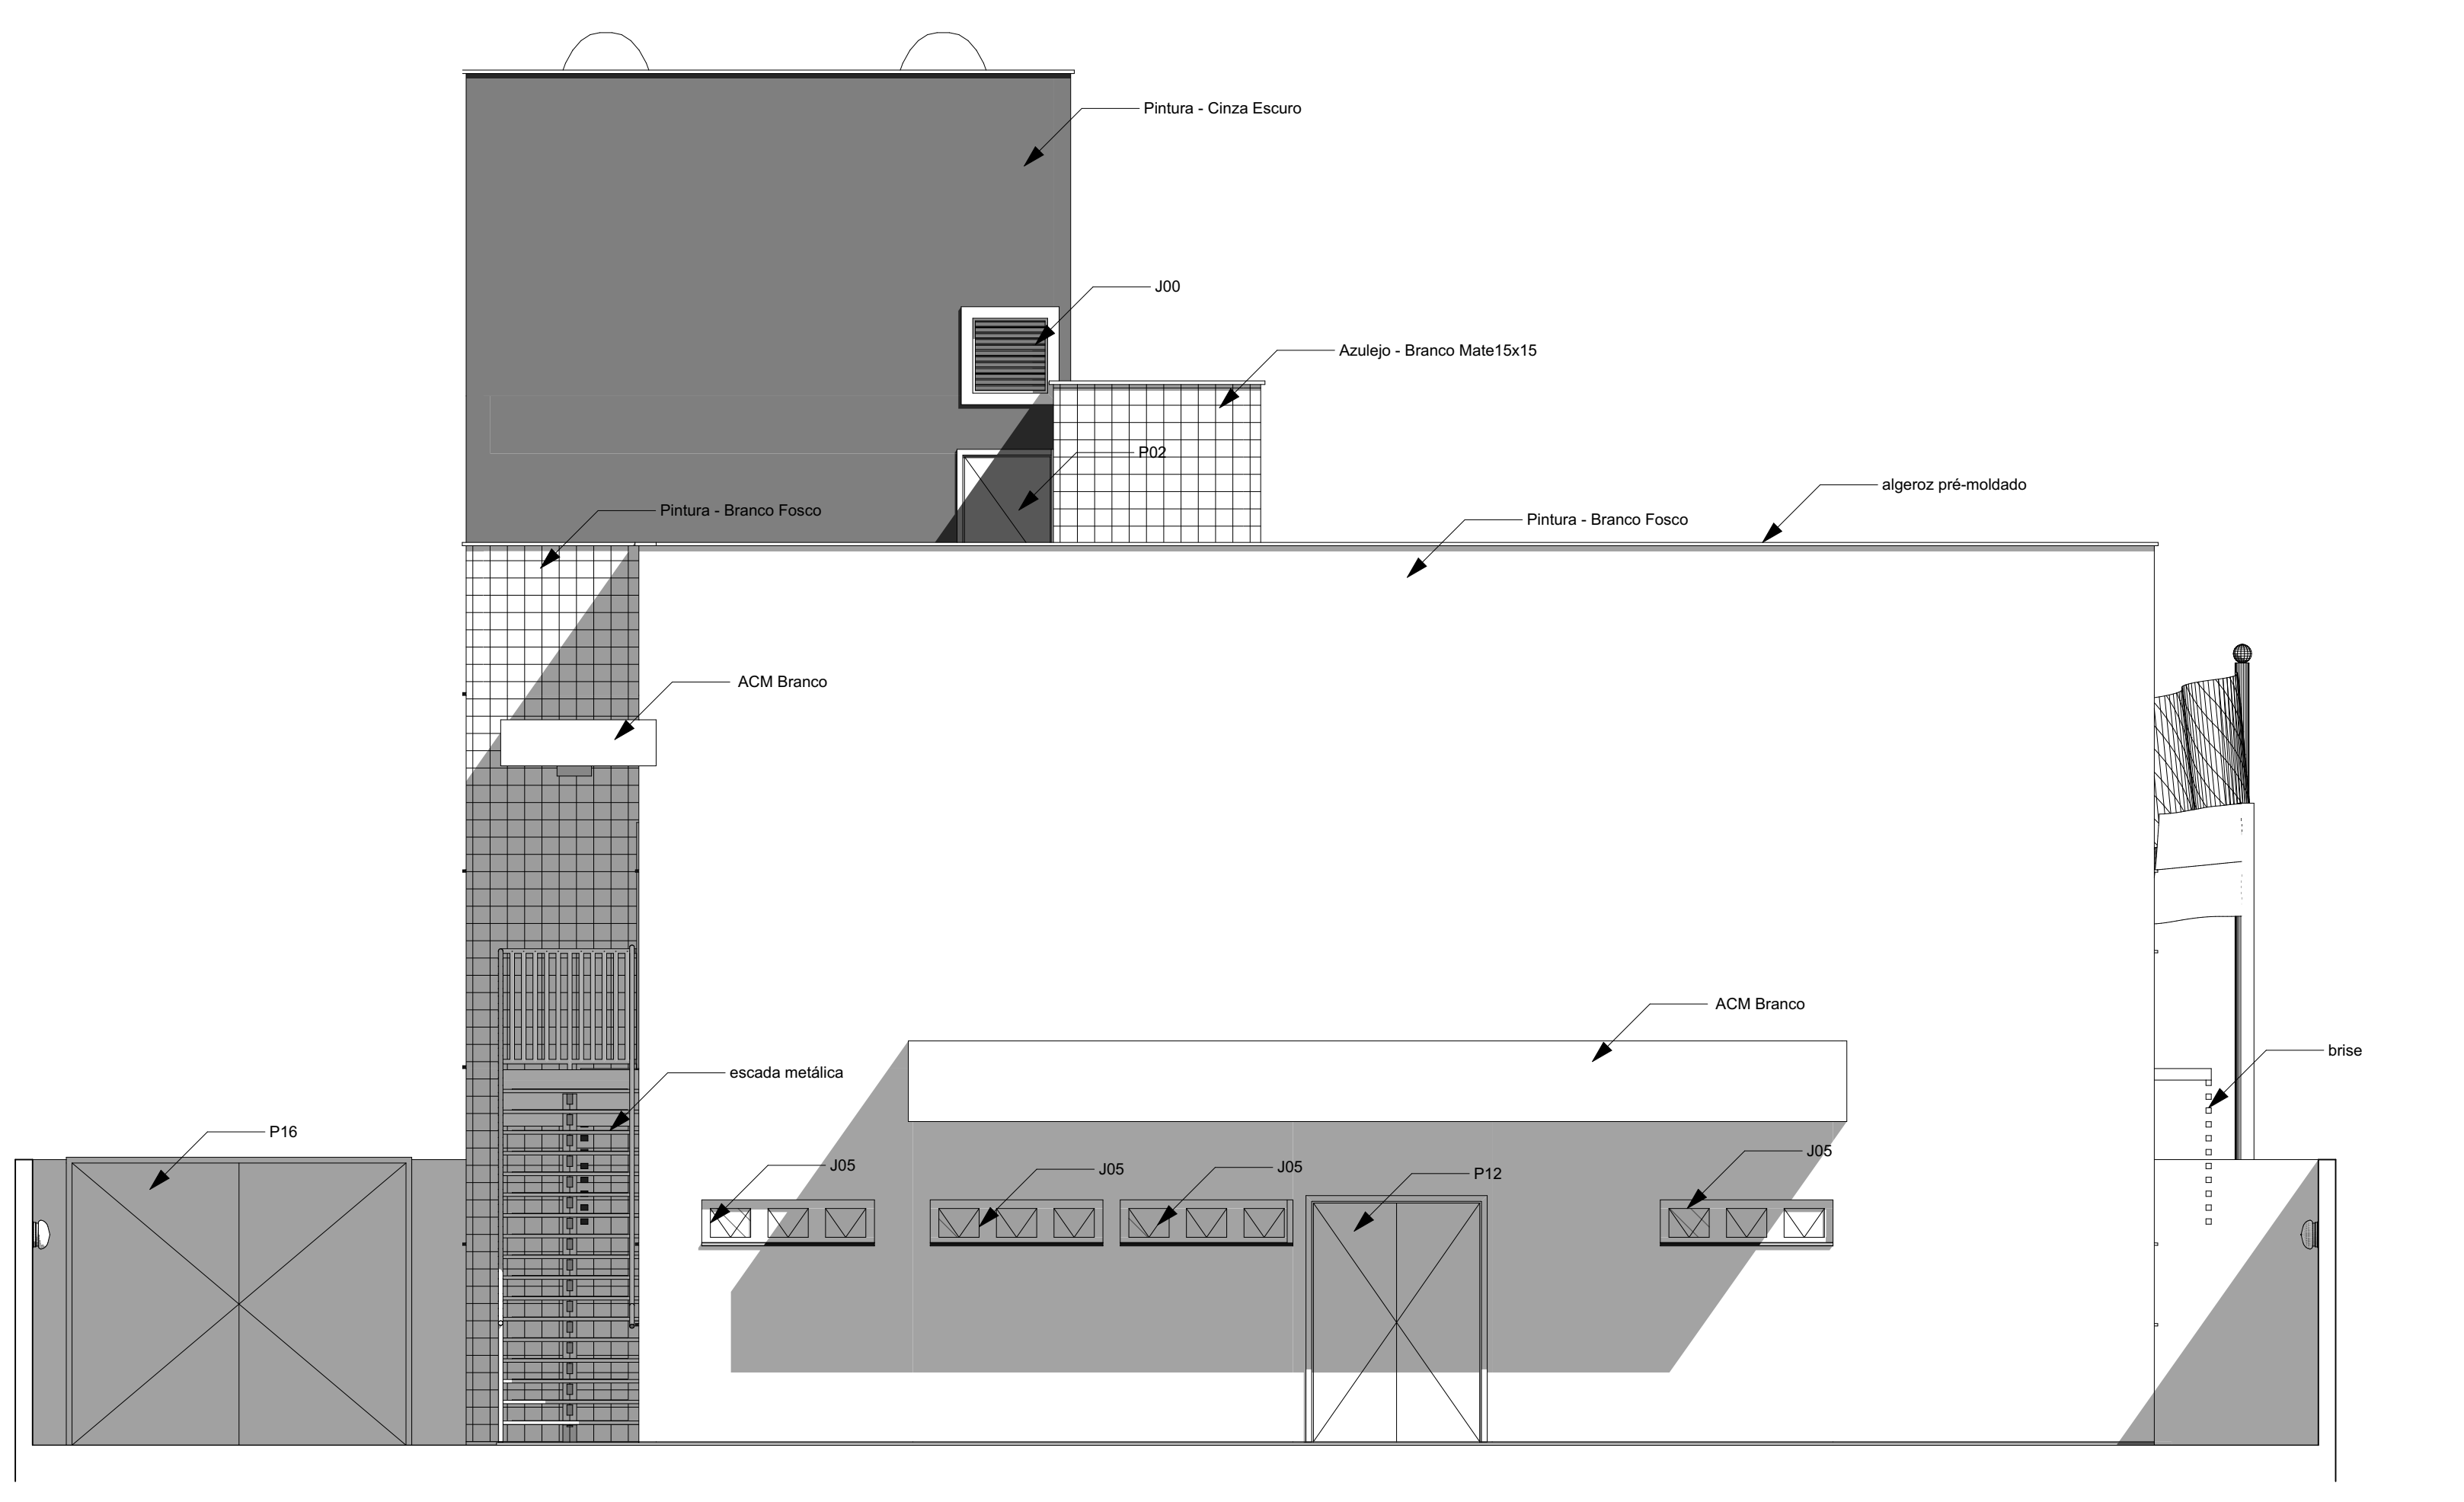 Pintura - Cinza Escuro
J00
Azulejo - Branco Mate15x15
P02
algeroz pré-moldado
Pintura - Branco Fosco
Pintura - Branco Fosco
ACM Branco
ACM Branco
brise
escada metálica
P16
J05
J05
J05
P12
J05